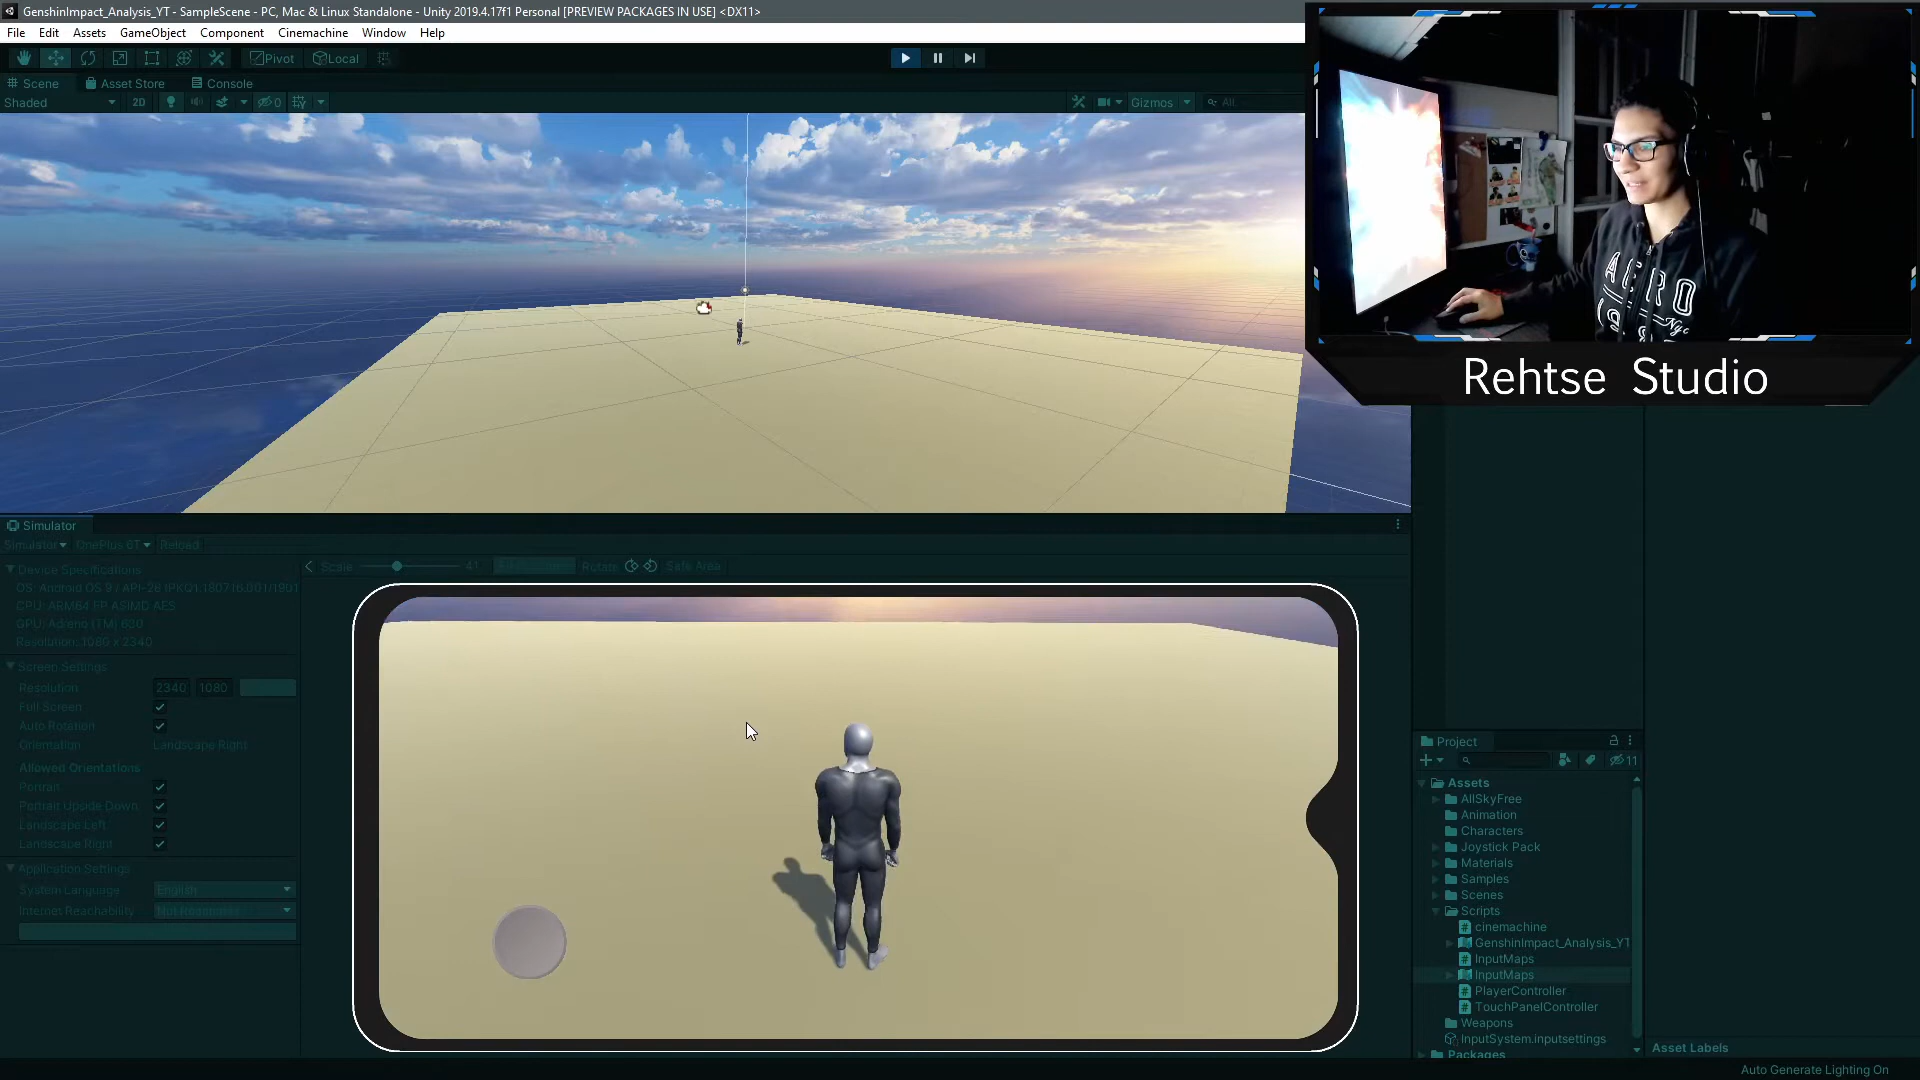 GenshinImpact_Analysis_YT - SampleScene - PC, Mac & Linux Standalone - Unity 2019.4.17f1 Personal [PREVIEW PACKAGES IN USE] <DX11>
File Edit Assets GameObject Component Cinemachine Window Help
Pivot Local
Scene Asset Store Console
Shaded 2D 0 Gizmos All
AERO
Nyc
Rehtse Studio
Simulator
Simulator OnePlus 6T Reload
Scale 41 Rotate Safe Area
Device Specifications
CPU: ARM64 FP ASIMD AES
GPU: Adreno (TM) 630
Resolution: 1080 x 2340
Screen Settings
Resolution 2340 1080
Full Screen
Auto Rotation
Orientation Landscape Right
Allowed Orientations
Portrait
Portrait Upside Down
Landscape Left
Landscape Right
Application Settings
System Language English
Internet Reachability
Project
11
Assets
AllSkyFree
Animation
Characters
Joystick Pack
Materials
Samples
Scenes
Scripts
cinemachine
GenshinImpact_Analysis_YT
InputMaps
InputMaps
PlayerController
TouchPanelController
Weapons
InputSystem.inputsettings
Packages
Asset Labels
Auto Generate Lighting On